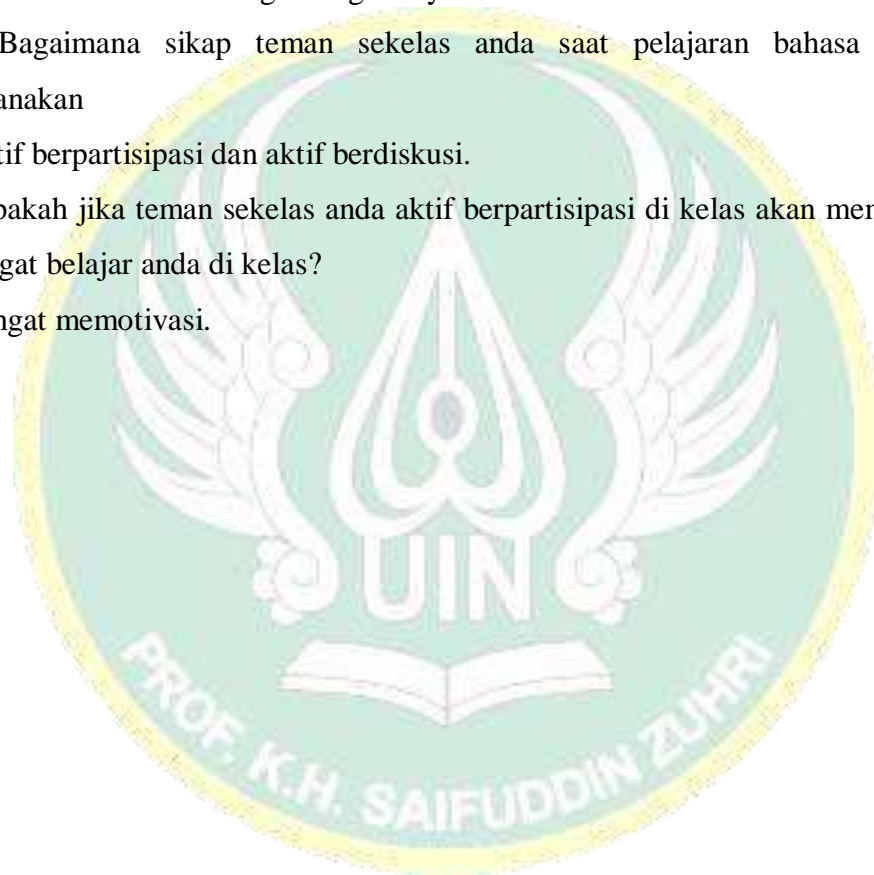 Bagaimana sikap teman sekelas anda saat pelajaran bahasa
anakan
tif berpartisipasi dan aktif berdiskusi.
pakah jika teman sekelas anda aktif berpartisipasi di kelas akan mer
gat belajar anda di kelas?
ngat memotivasi.
UIN
PROF. K.H. SAIFUDDIN ZUHRI